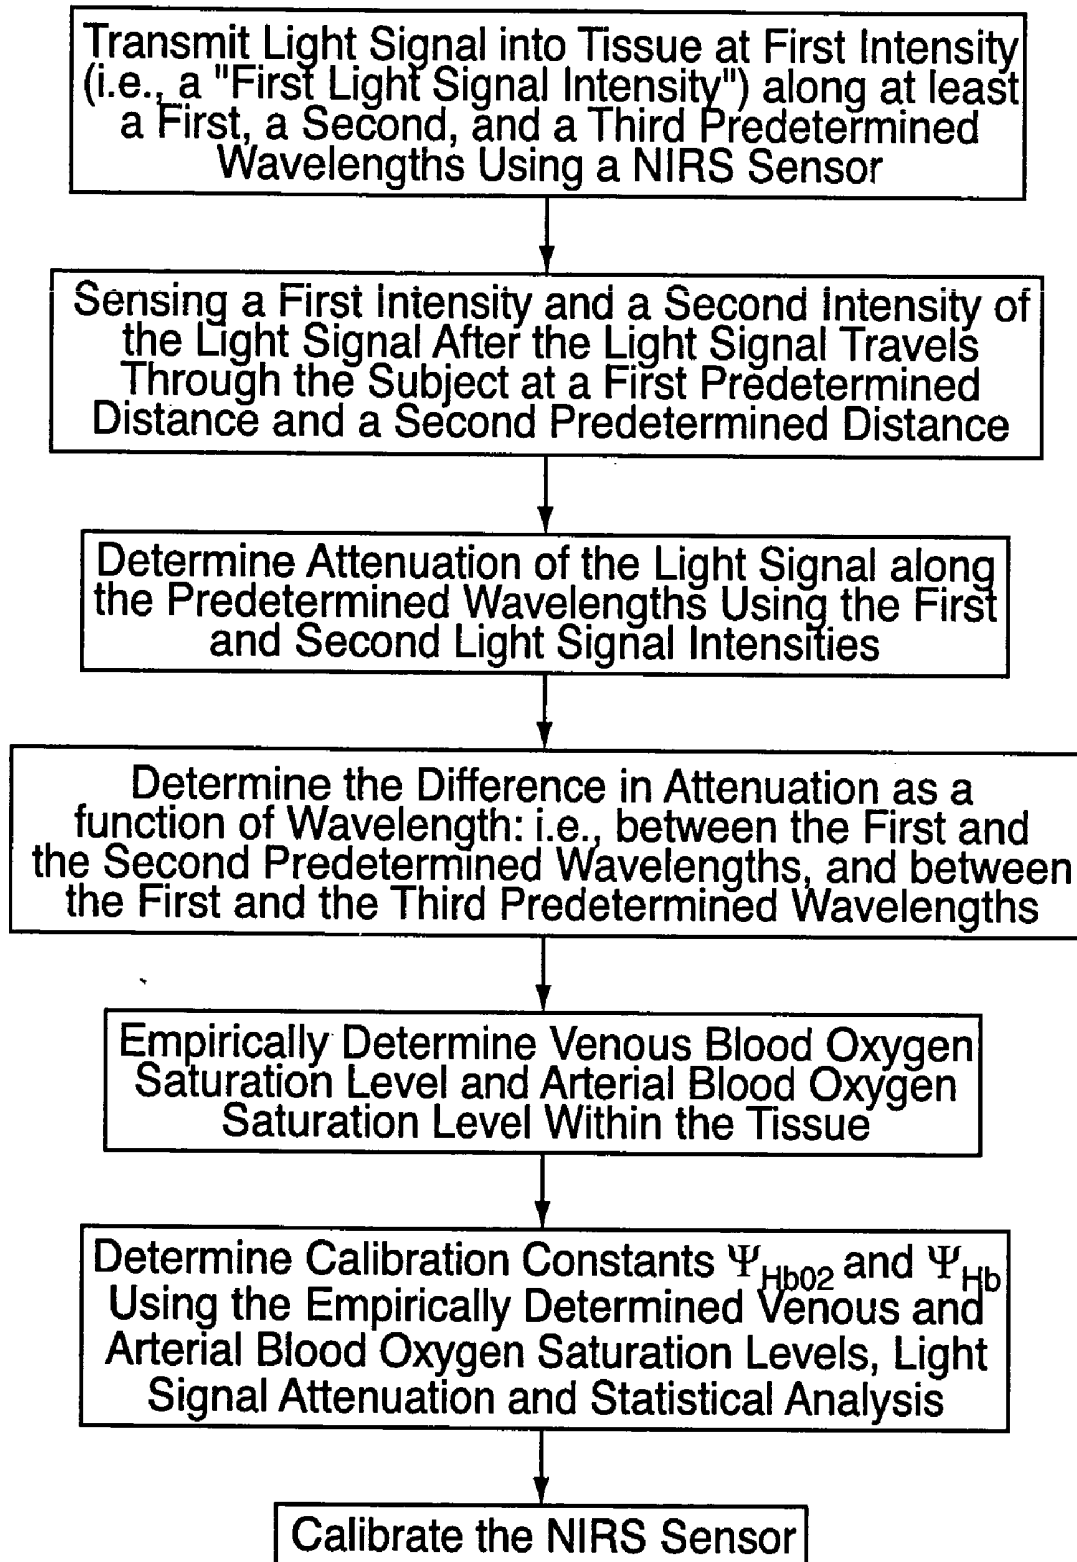 Transmit Light Signal into Tissue at First Intensity
(i.e., a "First Light Signal Intensity") along at least
a First, a Second, and a Third Predetermined
Wavelengths Using a NIRS Sensor
Sensing a First Intensity and a Second Intensity of
the Light Signal After the Light Signal Travels
Through the Subject at a First Predetermined
Distance and a Second Predetermined Distance
Determine Attenuation of the Light Signal along
the Predetermined Wavelengths Using the First
and Second Light Signal Intensities
Determine the Difference in Attenuation as a
function of Wavelength: i.e., between the First and
the Second Predetermined Wavelengths, and between
the First and the Third Predetermined Wavelengths
Empirically Determine Venous Blood Oxygen
Saturation Level and Arterial Blood Oxygen
Saturation Level Within the Tissue
Determine Calibration Constants Ψ_Hb02 and Ψ_Hb
Using the Empirically Determined Venous and
Arterial Blood Oxygen Saturation Levels, Light
Signal Attenuation and Statistical Analysis
Calibrate the NIRS Sensor